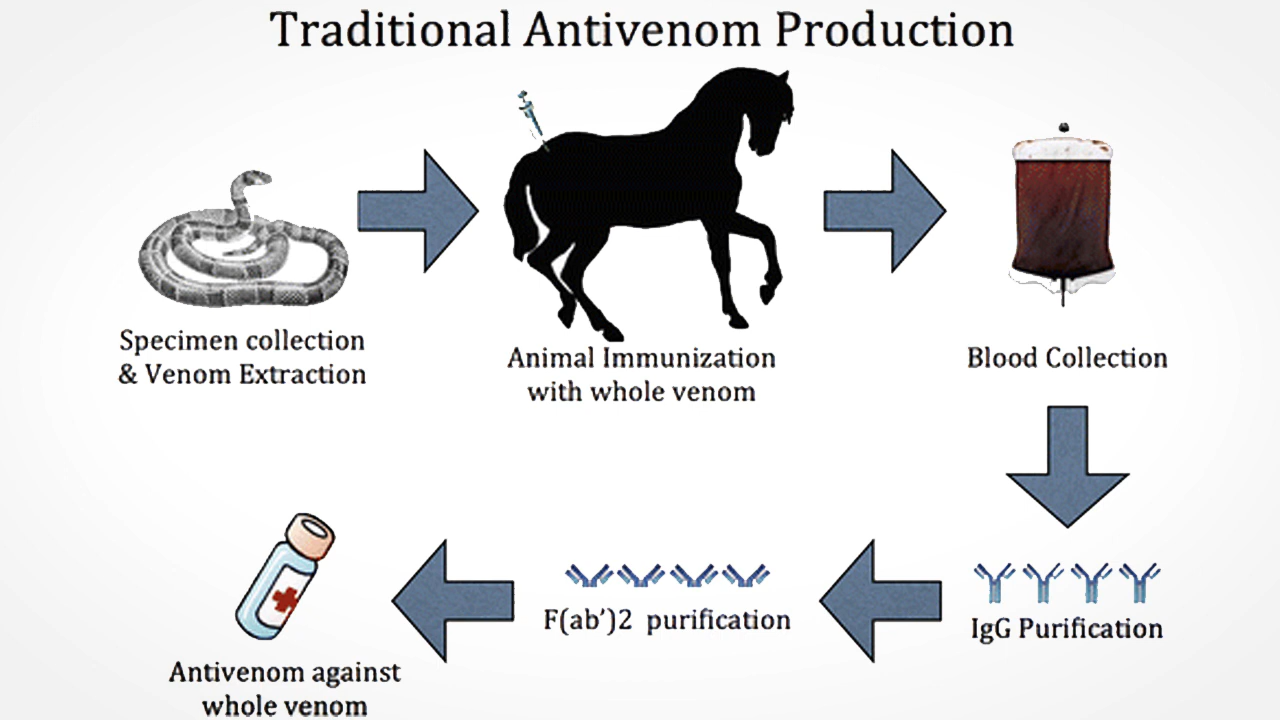 Traditional Antivenom Production
Specimen collection
& Venom Extraction
Animal Immunization
with whole venom
Blood Collection
IgG Purification
F(ab’)2 purification
Antivenom against
whole venom